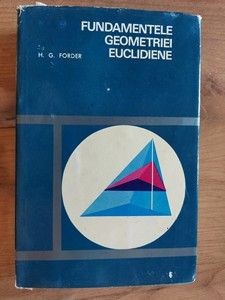 FUNDAMENTELE
GEOMETRIEI
EUCLIDIENE
H. G. FORDER